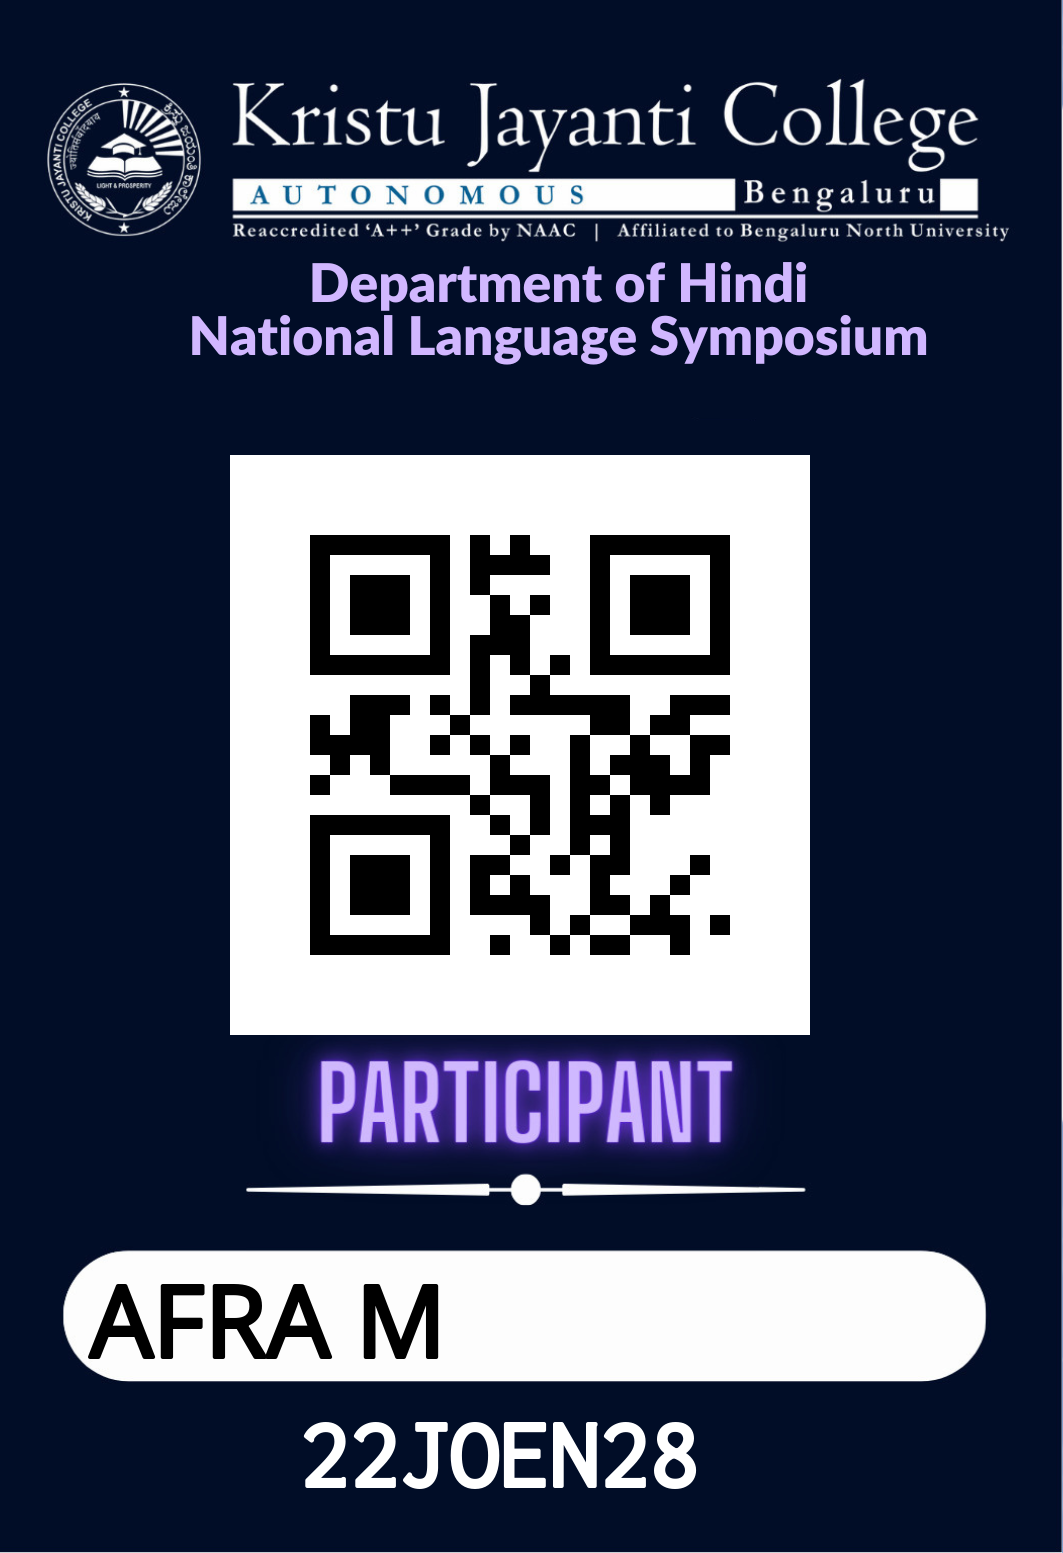 Kristu Jayanti College
AUTONOMOUS Bengaluru
Reaccredited ‘A++’ Grade by NAAC | Affiliated to Bengaluru North University
KRISTU JAYANTI COLLEGE
LIGHT & PROSPERITY
Department of Hindi
National Language Symposium
PARTICIPANT
AFRA M
22JOEN28